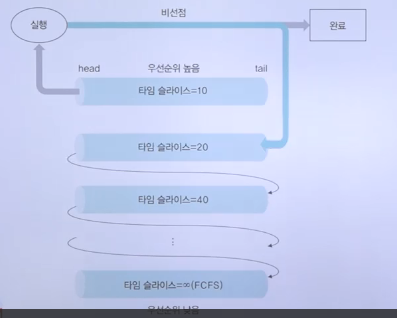 비선점
실행
완료
head 우선순위 높음 tail
타임 슬라이스=10
타임 슬라이스=20
타임 슬라이스=40
⋮
타임 슬라이스=∞(FCFS)
우선순위 낮음